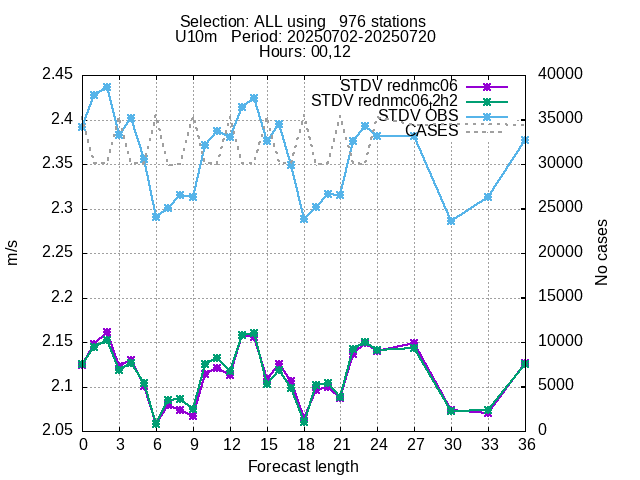 Selection: ALL using   976 stations
U10m   Period: 20250702-20250720
Hours: 00,12
2.45
2.4
2.35
2.3
2.25
2.2
2.15
2.1
2.05
40000
35000
30000
25000
20000
15000
10000
5000
0
STDV rednmc06
STDV rednmc06,2h2
STDV OBS
CASES
m/s
No cases
0 3 6 9 12 15 18 21 24 27 30 33 36
Forecast length